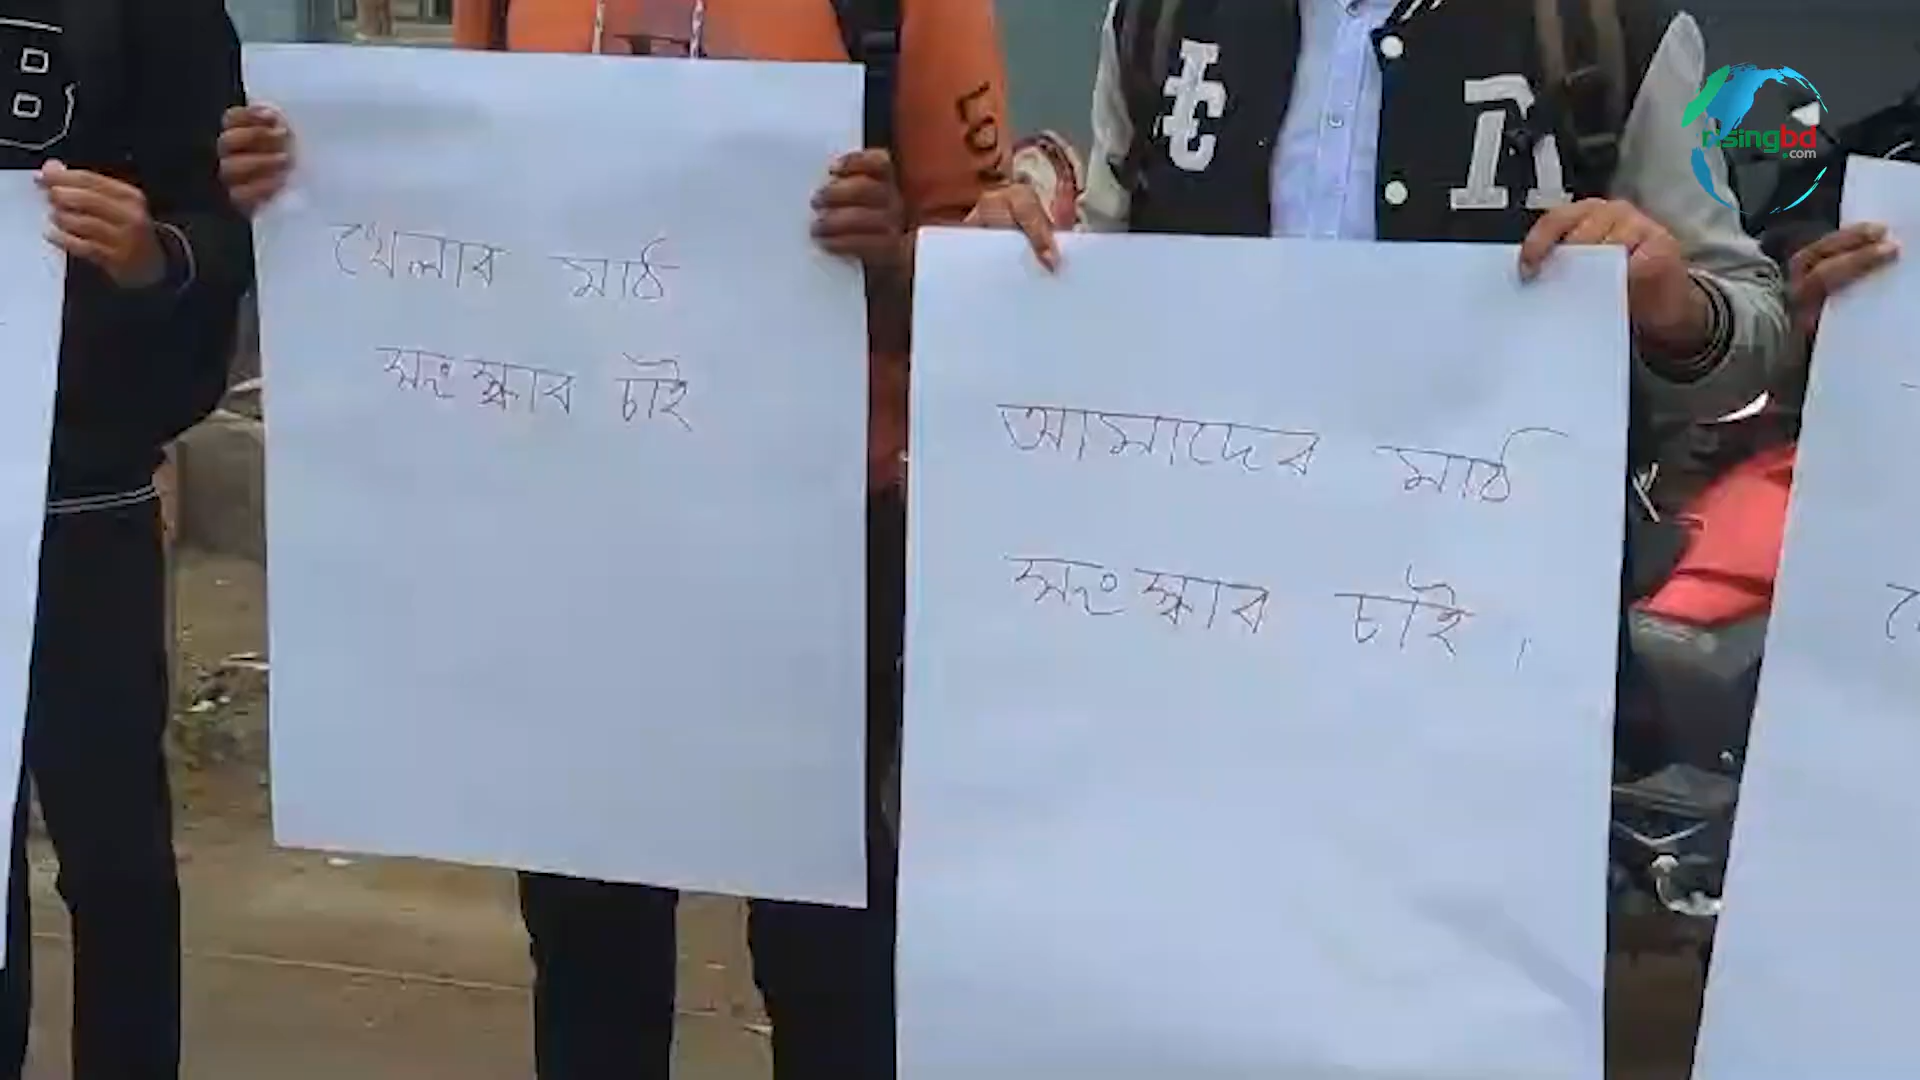 খেলার মাঠ
সংস্কার চাই
আমাদের মাঠ
সংস্কার চাই।
risingbd
.com